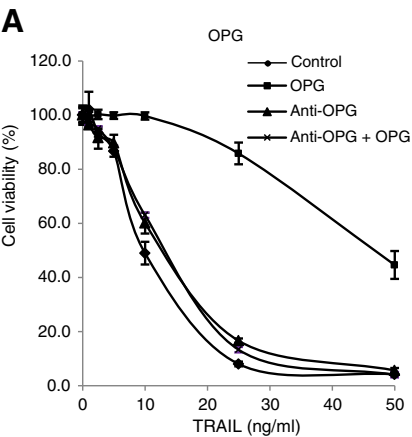 A
OPG
Control
OPG
Anti-OPG
Anti-OPG + OPG
Cell viability (%)
120.0
100.0
80.0
60.0
40.0
20.0
0.0
0 10 20 30 40 50
TRAIL (ng/ml)